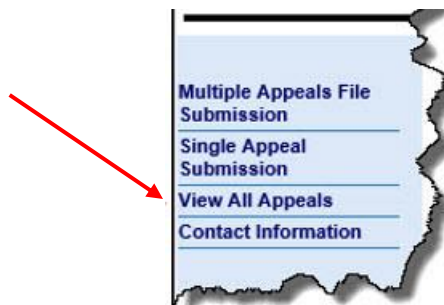 Multiple Appeals File
Submission
Single Appeal
Submission
View All Appeals
Contact Information